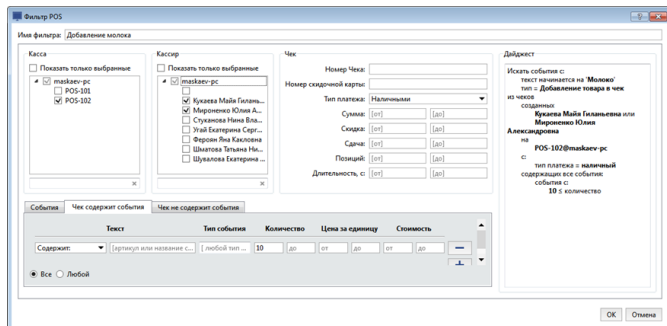 Фильтр POS
Имя фильтра: Добавление молока
Касса
Показать только выбранные
maskaev-pc
POS-101
POS-102
Кассир
Показать только выбранные
maskaev-pc
Кукаева Майя Гилань...
Мироненко Юлия А...
Стуканова Нина Вла...
Угай Екатерина Серг...
Фероян Яна Какловна
Шматова Татьяна Ни...
Шувалова Екатерина ...
Чек
Номер Чека:
Номер скидочной карты:
Тип платежа: Наличными
Сумма: [от] [до]
Скидка: [от] [до]
Сдача: [от] [до]
Позиций: [от] [до]
Длительность, с: [от] [до]
Дайджест
Искать события с:
текст начинается на 'Молоко'
тип = Добавление товара в чек
из чеков
созданных
Кукаева Майя Гиланьевна или
Мироненко Юлия
Александровна
на
POS-102@maskaev-pc
с:
тип платежа = наличный
содержащих все события:
события с:
10 ≤ количество
События Чек содержит события Чек не содержит события
Текст Тип события Количество Цена за единицу Стоимость
Содержит: [артикул или название с... [ любой тип ... 10 до от до от до
Все Любой
OK Отмена